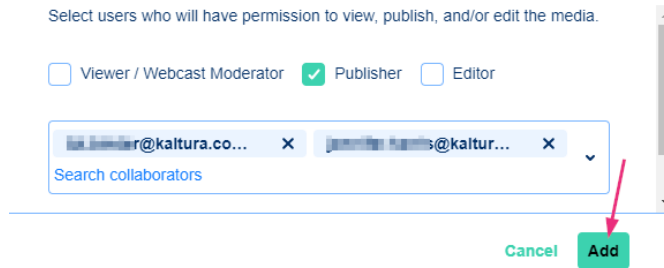 Select users who will have permission to view, publish, and/or edit the media.
Viewer / Webcast Moderator Publisher Editor
r@kaltura.co... s@kaltur...
Search collaborators
Cancel Add